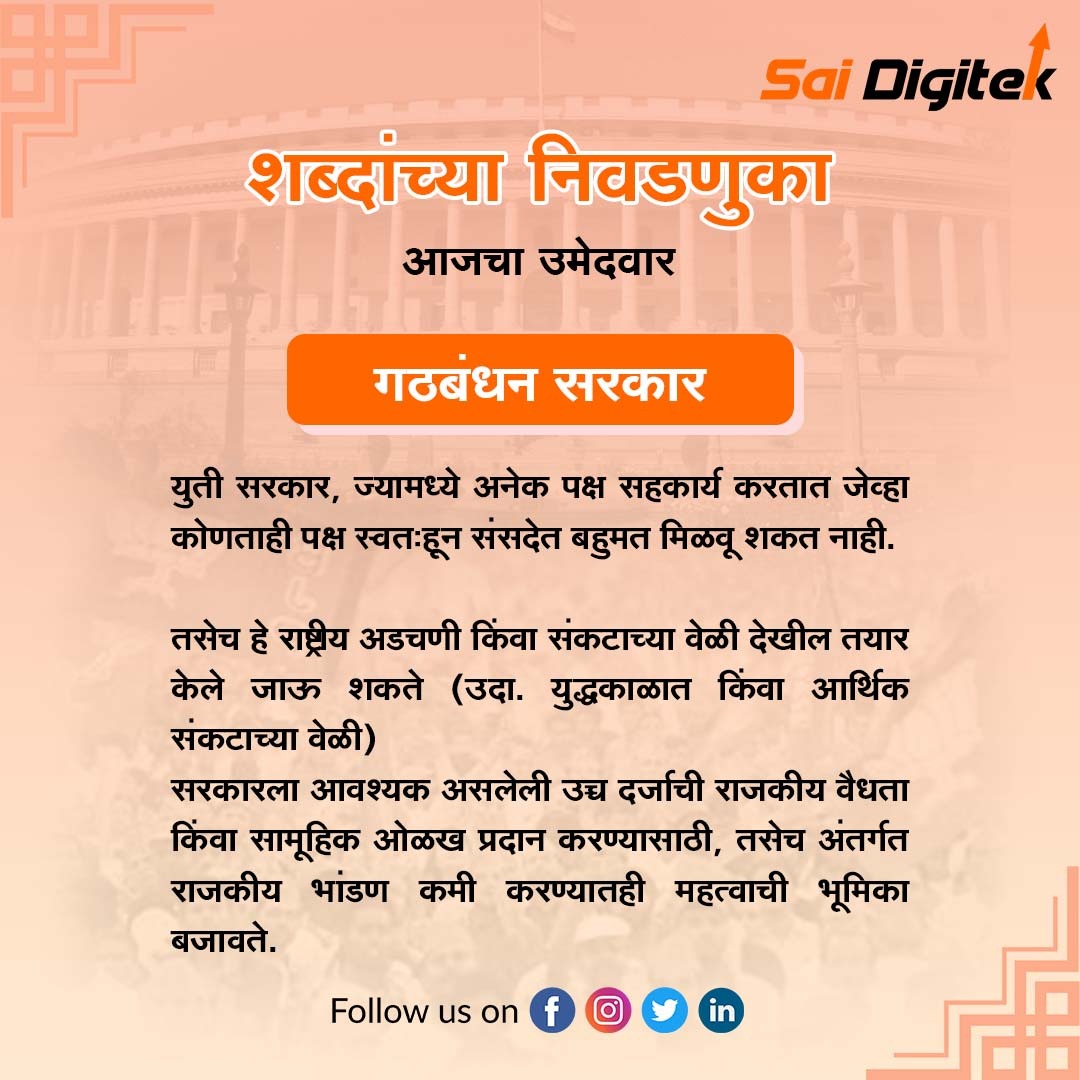 Sai Digitek
शब्दांच्या निवडणुका
आजचा उमेदवार
गठबंधन सरकार
युती सरकार, ज्यामध्ये अनेक पक्ष सहकार्य करतात जेव्हा
कोणताही पक्ष स्वतःहून संसदेत बहुमत मिळवू शकत नाही.
तसेच हे राष्ट्रीय अडचणी किंवा संकटाच्या वेळी देखील तयार
केले जाऊ शकते (उदा. युद्धकाळात किंवा आर्थिक
संकटाच्या वेळी)
सरकारला आवश्यक असलेली उच्च दर्जाची राजकीय वैधता
किंवा सामूहिक ओळख प्रदान करण्यासाठी, तसेच अंतर्गत
राजकीय भांडण कमी करण्यातही महत्वाची भूमिका
बजावते.
Follow us on